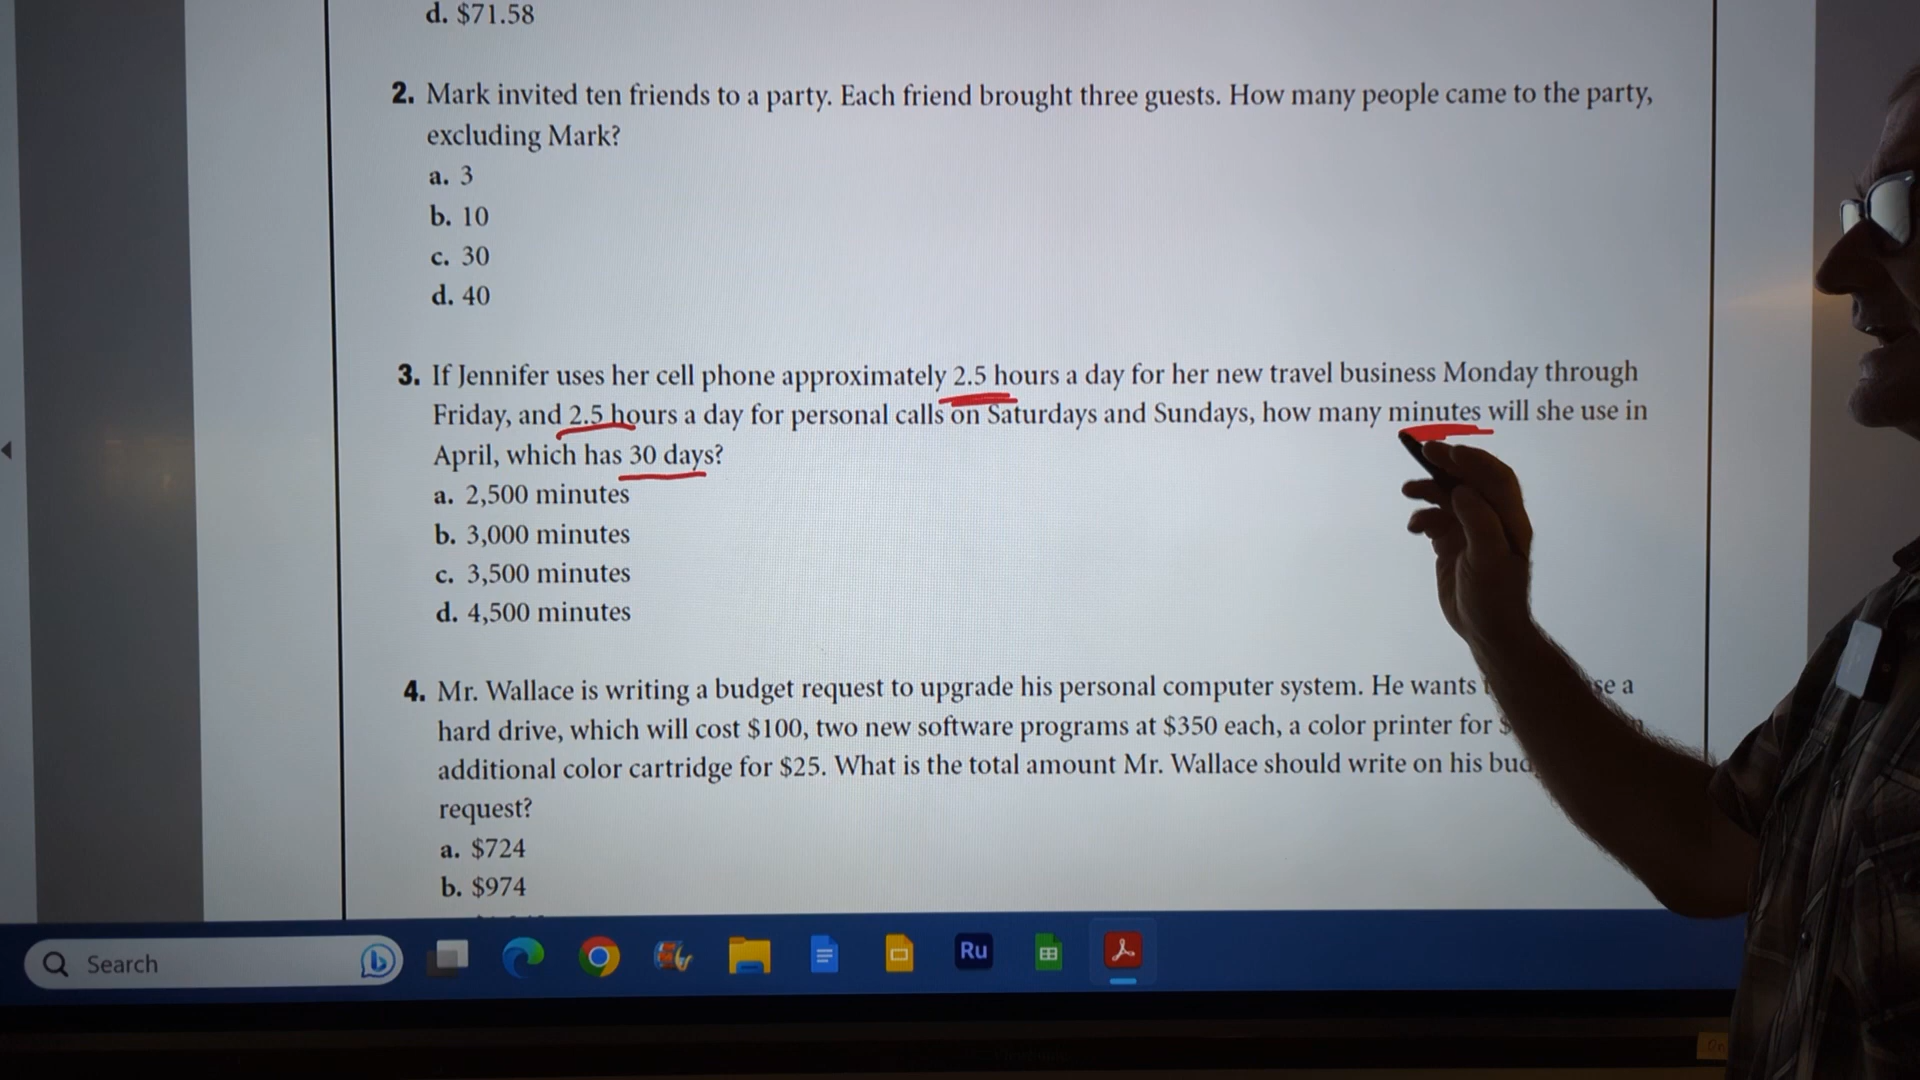 d. $71.58
2. Mark invited ten friends to a party. Each friend brought three guests. How many people came to the party,
excluding Mark?
a. 3
b. 10
c. 30
d. 40
3. If Jennifer uses her cell phone approximately 2.5 hours a day for her new travel business Monday through
Friday, and 2.5 hours a day for personal calls on Saturdays and Sundays, how many minutes will she use in
April, which has 30 days?
a. 2,500 minutes
b. 3,000 minutes
c. 3,500 minutes
d. 4,500 minutes
4. Mr. Wallace is writing a budget request to upgrade his personal computer system. He wants se a
hard drive, which will cost $100, two new software programs at $350 each, a color printer for $
additional color cartridge for $25. What is the total amount Mr. Wallace should write on his
request?
a. $724
b. $974
Search
Ru